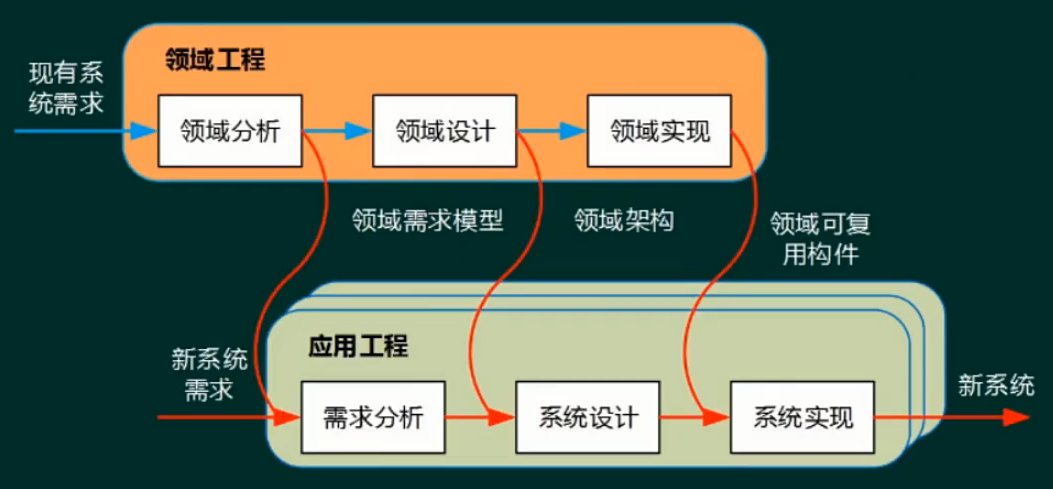 领域工程
现有系
统需求
领域分析
领域设计
领域实现
领域需求模型
领域架构
领域可复
用构件
应用工程
新系统
需求
需求分析
系统设计
系统实现
新系统